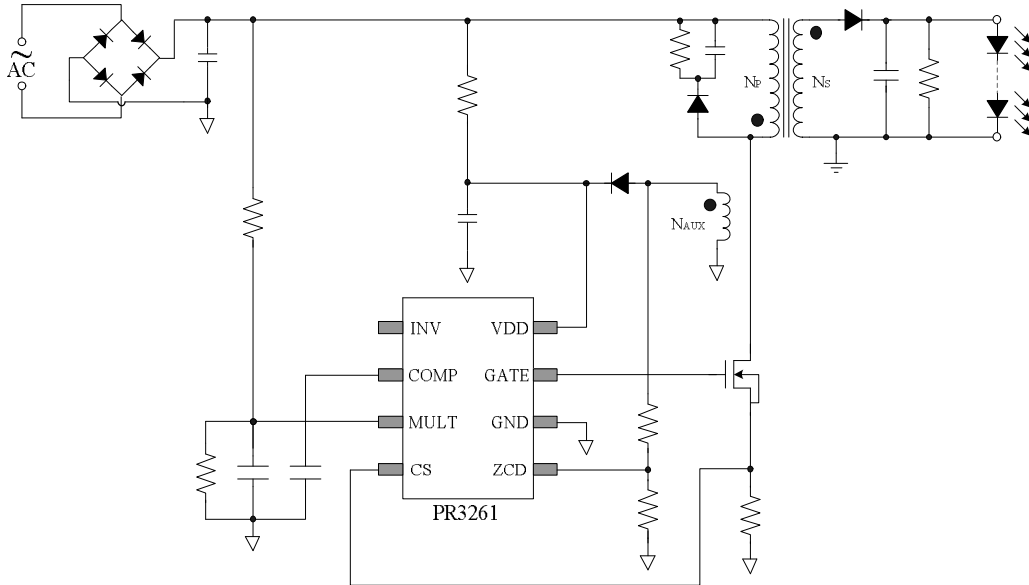 ~
AC
NP
NS
NAUX
INV
VDD
COMP
GATE
MULT
GND
CS
ZCD
PR3261